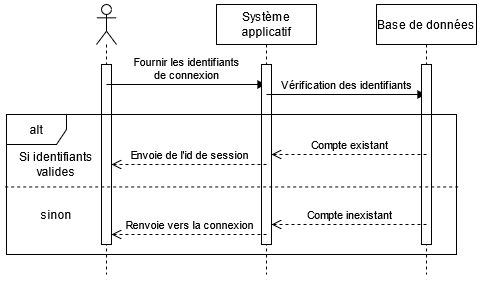 Système
applicatif
Base de données
Fournir les identifiants
de connexion
Vérification des identifiants
alt
Si identifiants
valides
Compte existant
Envoie de l'id de session
sinon
Compte inexistant
Renvoie vers la connexion